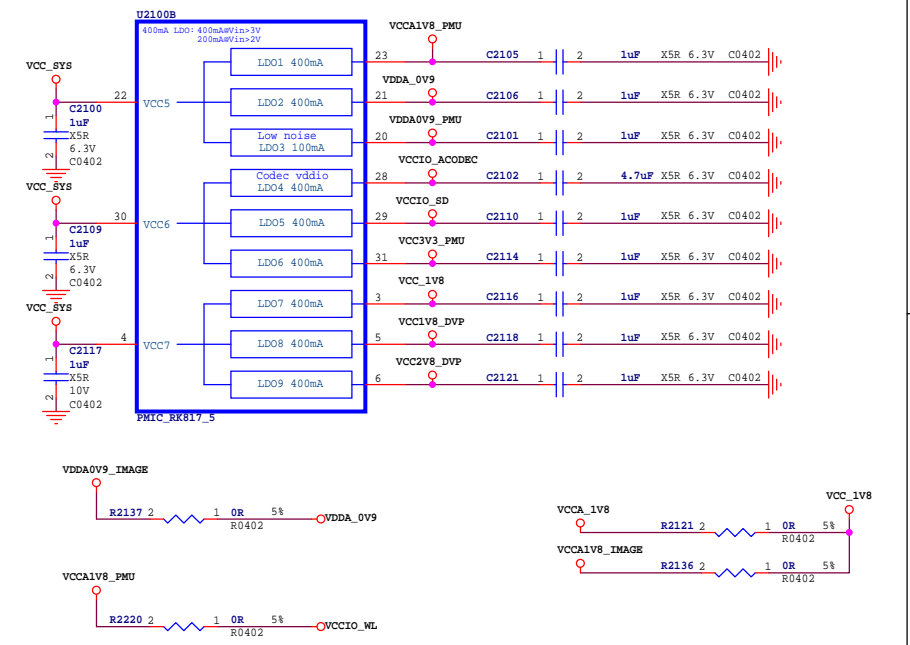 U2100B
400mA LDO: 400mA@Vin>3V
200mA@Vin>2V
VCC_SYS
22
VCC5
C2100
1
1uF
X5R
2
6.3V
C0402
VCC_SYS
30
VCC6
C2109
1
1uF
X5R
2
6.3V
C0402
VCC_SYS
4
VCC7
C2117
1
1uF
X5R
2
10V
C0402
LDO1 400mA
LDO2 400mA
Low noise
LDO3 100mA
Codec vddio
LDO4 400mA
LDO5 400mA
LDO6 400mA
LDO7 400mA
LDO8 400mA
LDO9 400mA
PMIC_RK817_5
VCCA1V8_PMU
23 C2105 1 2 1uF X5R 6.3V C0402
VDDA_0V9
21 C2106 1 2 1uF X5R 6.3V C0402
VDDA0V9_PMU
20 C2101 1 2 1uF X5R 6.3V C0402
VCCIO_ACODEC
28 C2102 1 2 4.7uF X5R 6.3V C0402
VCCIO_SD
29 C2110 1 2 1uF X5R 6.3V C0402
VCC3V3_PMU
31 C2114 1 2 1uF X5R 6.3V C0402
VCC_1V8
3 C2116 1 2 1uF X5R 6.3V C0402
VCC1V8_DVP
5 C2118 1 2 1uF X5R 6.3V C0402
VCC2V8_DVP
6 C2121 1 2 1uF X5R 6.3V C0402
VDDA0V9_IMAGE
R2137 2 1 0R 5% VDDA_0V9
R0402
VCCA1V8_PMU
R2220 2 1 0R 5% VCCIO_WL
R0402
VCC_1V8
VCCA_1V8
R2121 2 1 0R 5%
R0402
VCCA1V8_IMAGE
R2136 2 1 0R 5%
R0402